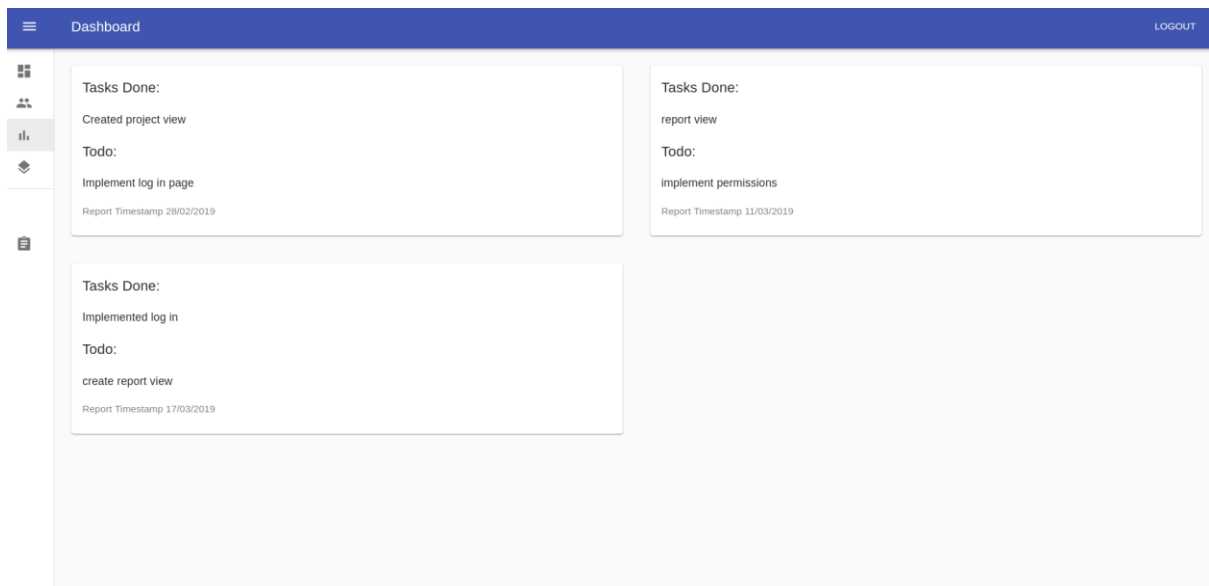 Dashboard
LOGOUT
Tasks Done:
Created project view
Todo:
Implement log in page
Report Timestamp 28/02/2019
Tasks Done:
report view
Todo:
implement permissions
Report Timestamp 11/03/2019
Tasks Done:
Implemented log in
Todo:
create report view
Report Timestamp 17/03/2019